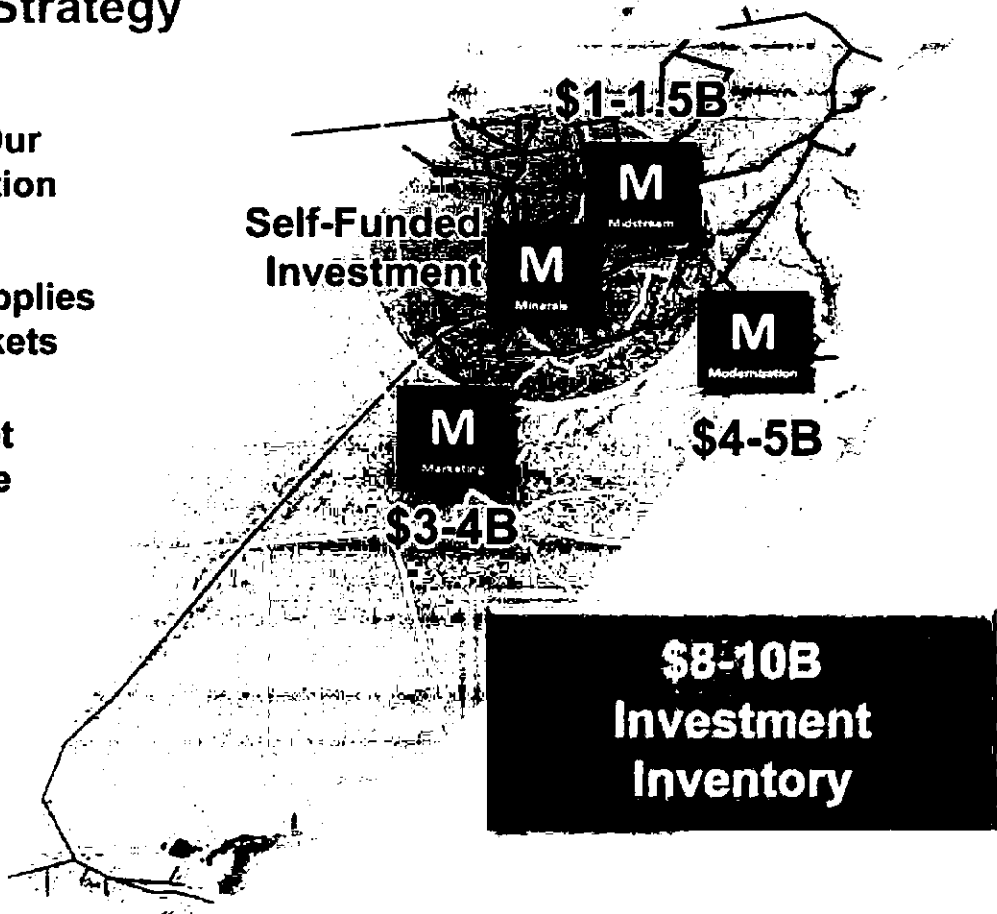 Strategy
$1-1.5B
M
Midstream
Self-Funded
Investment
M
Minerals
M
Modernization
$4-5B
M
Marketing
$3-4B
$8-10B
Investment
Inventory